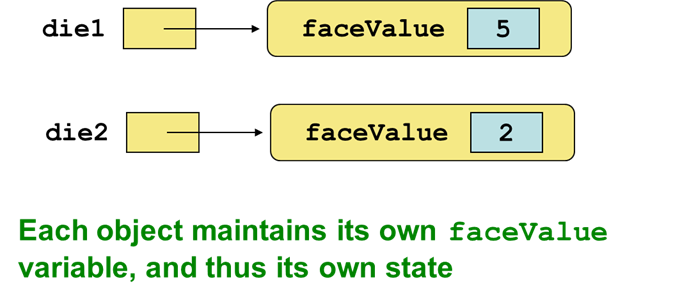 die1 faceValue 5
die2 faceValue 2
Each object maintains its own faceValue
variable, and thus its own state